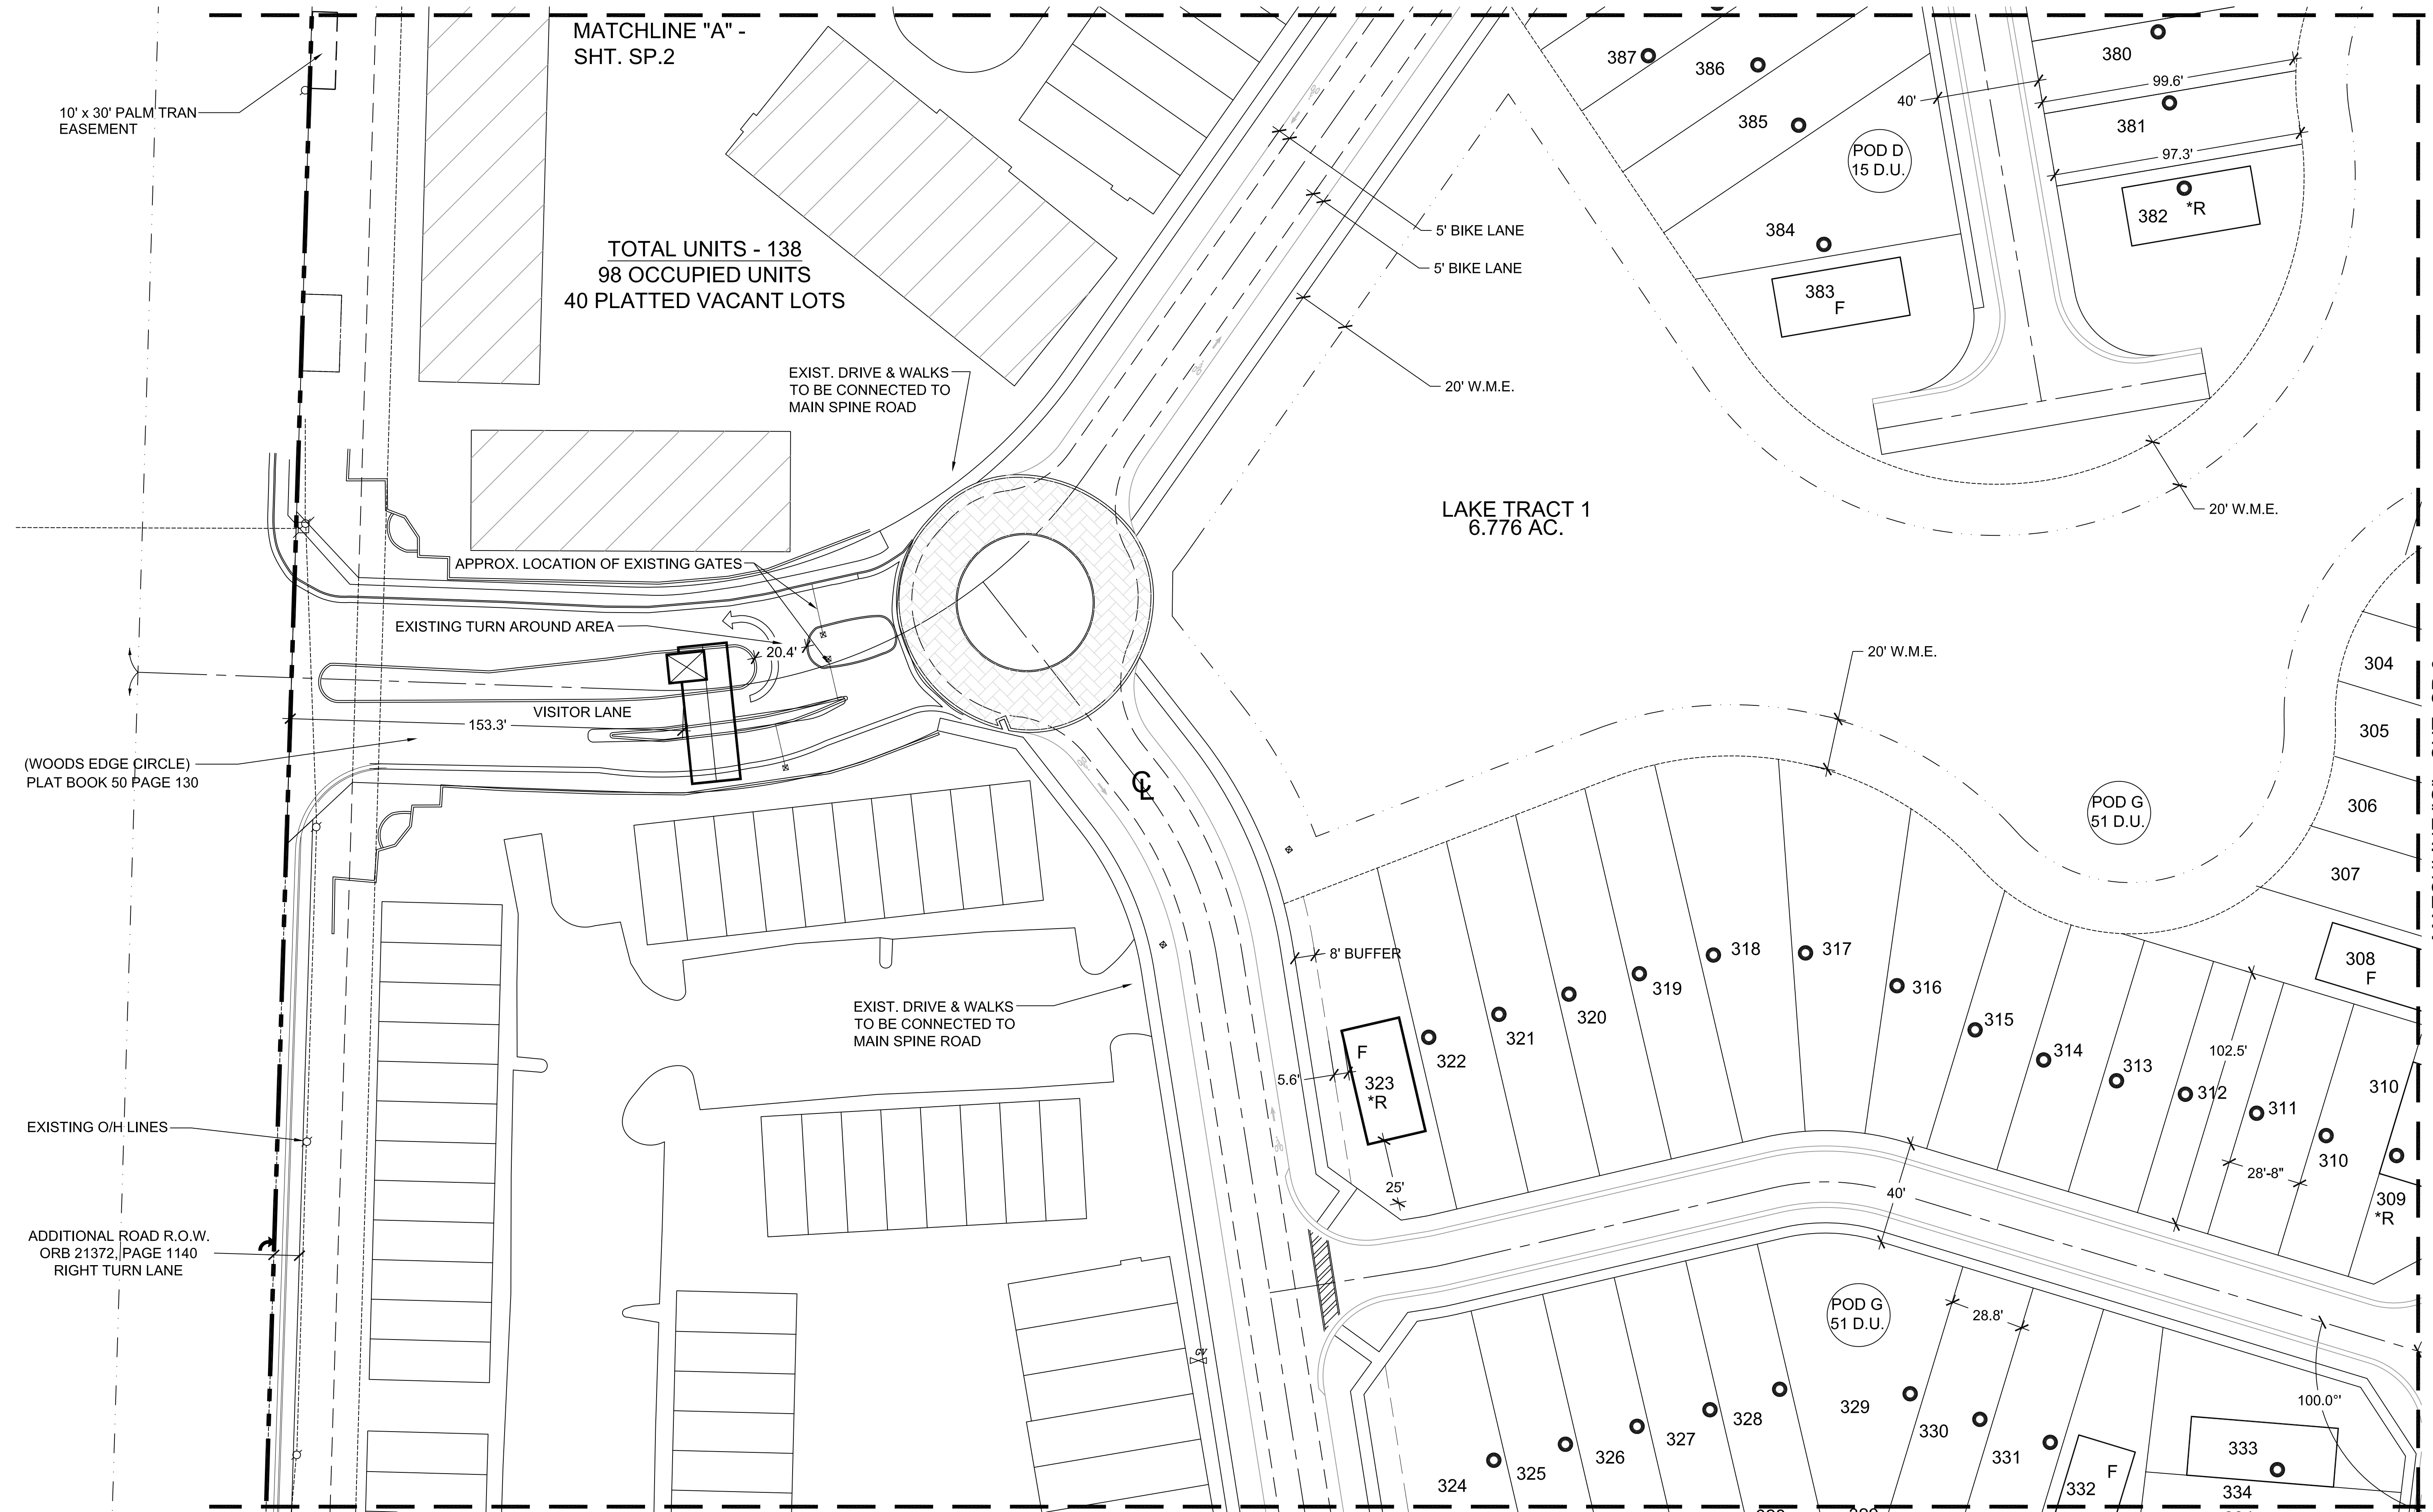 MATCHLINE "A" -
SHT. SP.2
10' x 30' PALM TRAN
EASEMENT
TOTAL UNITS - 138
98 OCCUPIED UNITS
40 PLATTED VACANT LOTS
EXIST. DRIVE & WALKS
TO BE CONNECTED TO
MAIN SPINE ROAD
5' BIKE LANE
5' BIKE LANE
20' W.M.E.
387
386
385
384
383
F
POD D
15 D.U.
40'
380
99.6'
381
97.3'
382
*R
20' W.M.E.
LAKE TRACT 1
6.776 AC.
APPROX. LOCATION OF EXISTING GATES
EXISTING TURN AROUND AREA
20.4'
VISITOR LANE
153.3'
(WOODS EDGE CIRCLE)
PLAT BOOK 50 PAGE 130
CL
20' W.M.E.
304
305
306
307
308
F
POD G
51 D.U.
8' BUFFER
EXIST. DRIVE & WALKS
TO BE CONNECTED TO
MAIN SPINE ROAD
F
323
*R
5.6'
25'
322
321
320
319
318
317
316
315
314
313
312
102.5'
311
310
310
28'-8"
309
*R
40'
EXISTING O/H LINES
ADDITIONAL ROAD R.O.W.
ORB 21372, PAGE 1140
RIGHT TURN LANE
GV
POD G
51 D.U.
28.8'
100.0"'
324
325
326
327
328
329
330
331
332
F
333
334